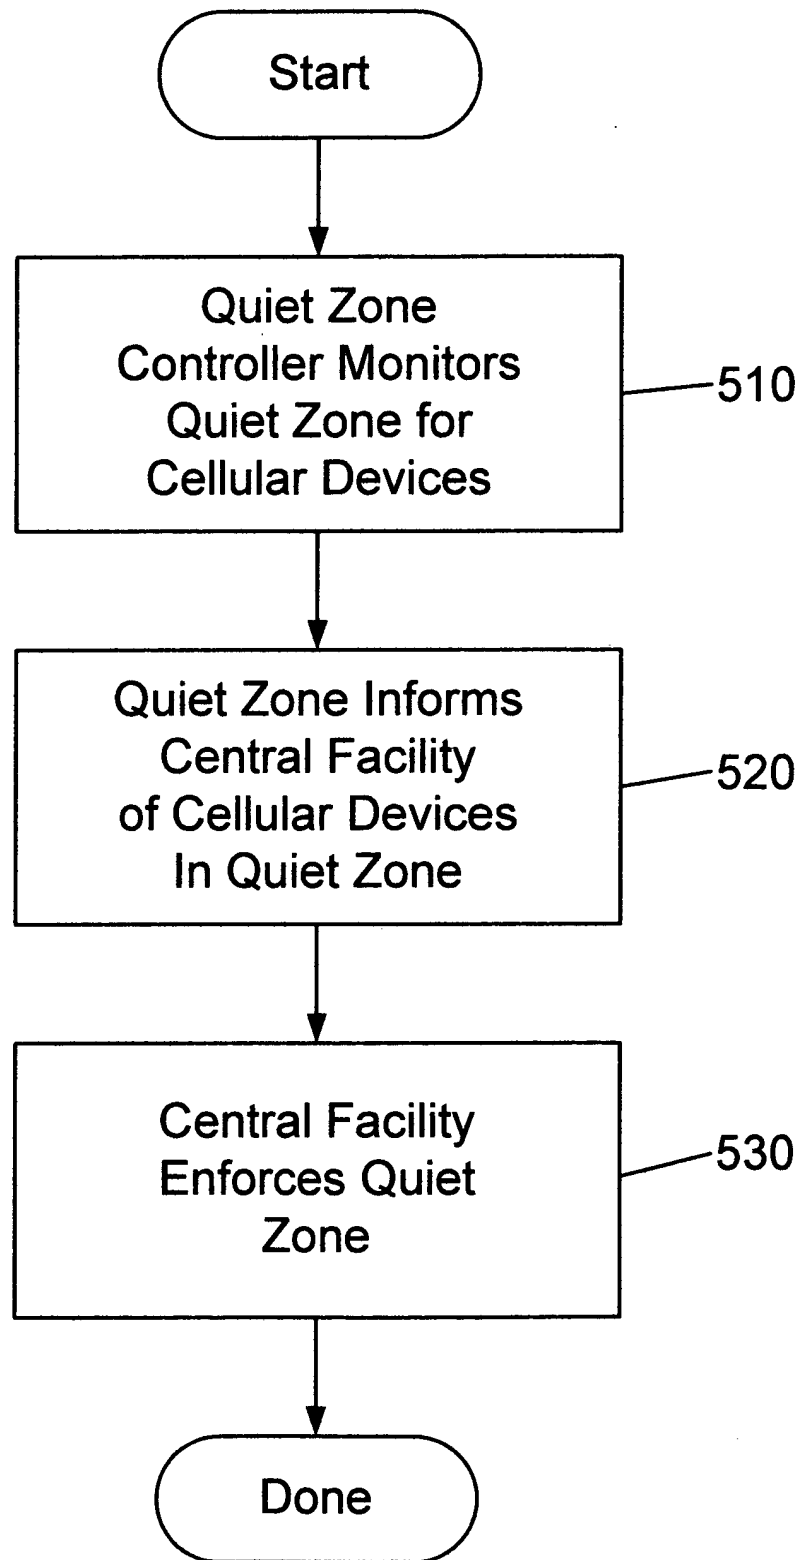 Start
Quiet Zone
Controller Monitors
Quiet Zone for
Cellular Devices
510
Quiet Zone Informs
Central Facility
of Cellular Devices
In Quiet Zone
520
Central Facility
Enforces Quiet
Zone
530
Done